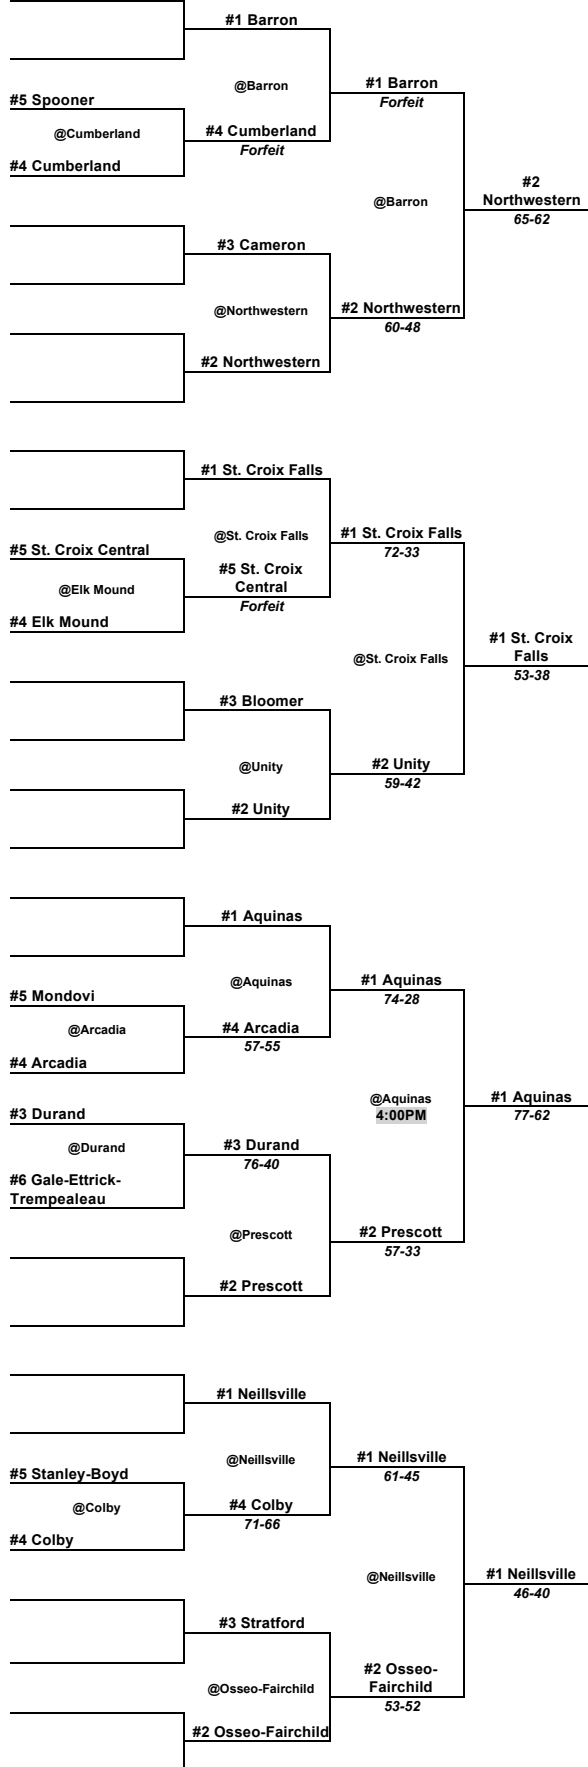 #1 Barron
@Barron
#1 Barron
Forfeit
#5 Spooner
@Cumberland
#4 Cumberland
Forfeit
#4 Cumberland
@Barron
#2
Northwestern
65-62
#3 Cameron
@Northwestern
#2 Northwestern
60-48
#2 Northwestern
#1 St. Croix Falls
@St. Croix Falls
#1 St. Croix Falls
72-33
#5 St. Croix Central
@Elk Mound
#5 St. Croix
Central
Forfeit
#4 Elk Mound
@St. Croix Falls
#1 St. Croix
Falls
53-38
#3 Bloomer
@Unity
#2 Unity
59-42
#2 Unity
#1 Aquinas
@Aquinas
#1 Aquinas
74-28
#5 Mondovi
@Arcadia
#4 Arcadia
57-55
#4 Arcadia
@Aquinas
4:00PM
#1 Aquinas
77-62
#3 Durand
@Durand
#3 Durand
76-40
#6 Gale-Ettrick-
Trempealeau
@Prescott
#2 Prescott
57-33
#2 Prescott
#1 Neillsville
@Neillsville
#1 Neillsville
61-45
#5 Stanley-Boyd
@Colby
#4 Colby
71-66
#4 Colby
@Neillsville
#1 Neillsville
46-40
#3 Stratford
@Osseo-Fairchild
#2 Osseo-
Fairchild
53-52
#2 Osseo-Fairchild